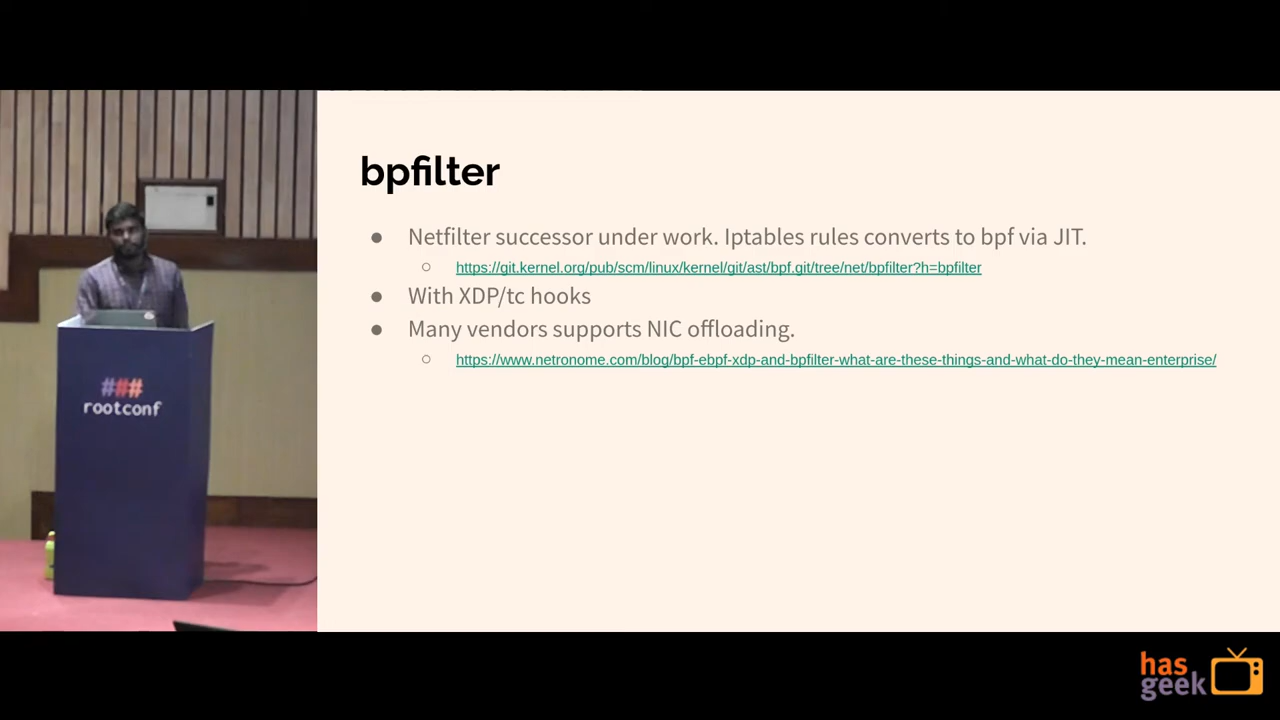 bpfilter
● Netfilter successor under work. Iptables rules converts to bpf via JIT.
○ https://git.kernel.org/pub/scm/linux/kernel/git/ast/bpf.git/tree/net/bpfilter?h=bpfilter
● With XDP/tc hooks
● Many vendors supports NIC offloading.
○ https://www.netronome.com/blog/bpf-ebpf-xdp-and-bpfilter-what-are-these-things-and-what-do-they-mean-enterprise/
###
rootconf
has
geek